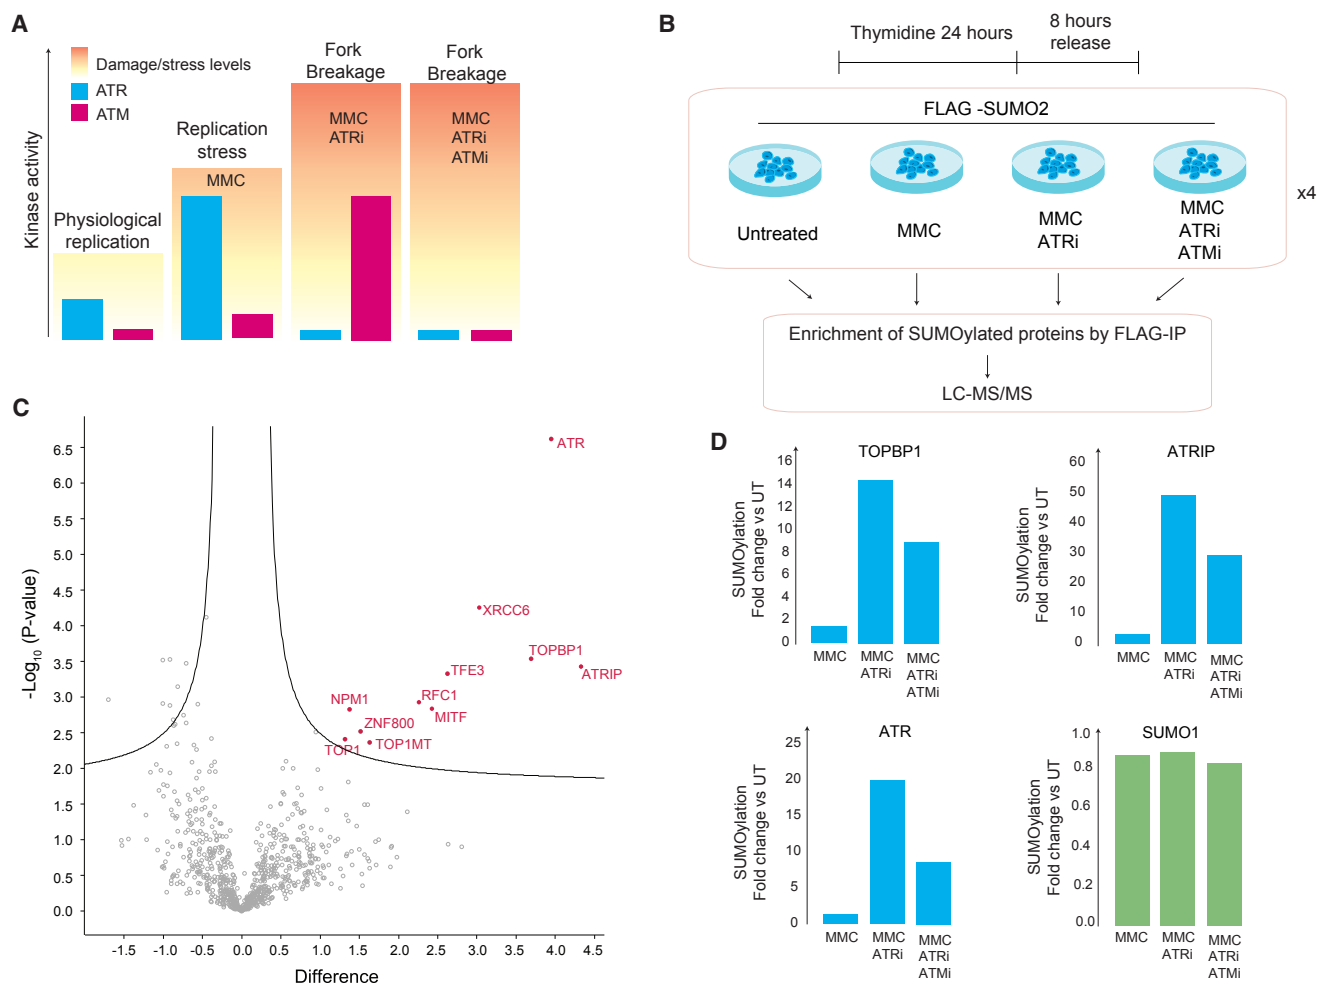 A
Kinase activity
Damage/stress levels
ATR
ATM
Physiological
replication
Replication
stress
MMC
Fork
Breakage
MMC
ATRi
Fork
Breakage
MMC
ATRi
ATMi
B
Thymidine 24 hours
8 hours
release
FLAG -SUMO2
Untreated
MMC
MMC
ATRi
MMC
ATRi
ATMi
x4
Enrichment of SUMOylated proteins by FLAG-IP
LC-MS/MS
C
-Log10 (P-value)
6.5
6.0
5.5
5.0
4.5
4.0
3.5
3.0
2.5
2.0
1.5
1.0
0.5
0.0
ATR
XRCC6
TOPBP1
ATRIP
TFE3
RFC1
MITF
NPM1
ZNF800
TOP1
TOP1MT
-1.5
-1.0
-0.5
0.0
0.5
1.0
1.5
2.0
2.5
3.0
3.5
4.0
4.5
Difference
D
TOPBP1
SUMOylation
Fold change vs UT
16
14
12
10
8
6
4
2
0
MMC
MMC
ATRi
MMC
ATRi
ATMi
ATRIP
SUMOylation
Fold change vs UT
60
50
40
30
20
10
0
MMC
MMC
ATRi
MMC
ATRi
ATMi
ATR
SUMOylation
Fold change vs UT
25
20
15
10
5
0
MMC
MMC
ATRi
MMC
ATRi
ATMi
SUMO1
SUMOylation
Fold change vs UT
1.0
0.8
0.6
0.4
0.2
0.0
MMC
MMC
ATRi
MMC
ATRi
ATMi